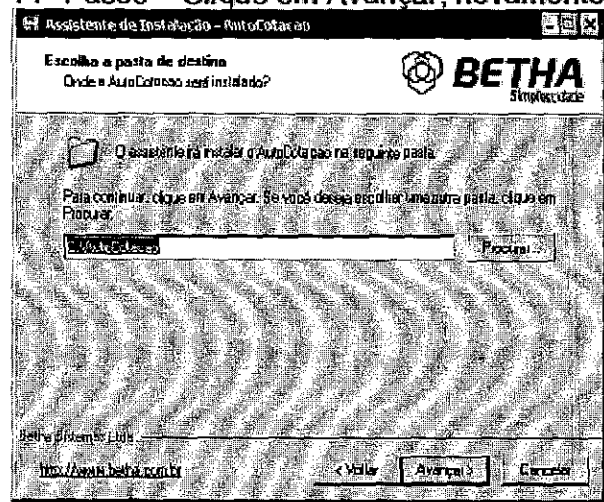 Passo - Clique em Avançar, novamente
Assistente de Instalação - AutoCotacao
Escolha a pasta de destino
Onde o AutoCotacao será instalado?
BETHA
Simplescidade
O assistente irá instalar o AutoCotacao na seguinte pasta.
Para continuar, clique em Avançar. Se você deseja escolher uma outra pasta, clique em
Procurar.
Procurar...
Betha Sistemas Ltda
http://www.betha.com.br
< Voltar
Avançar >
Cancelar